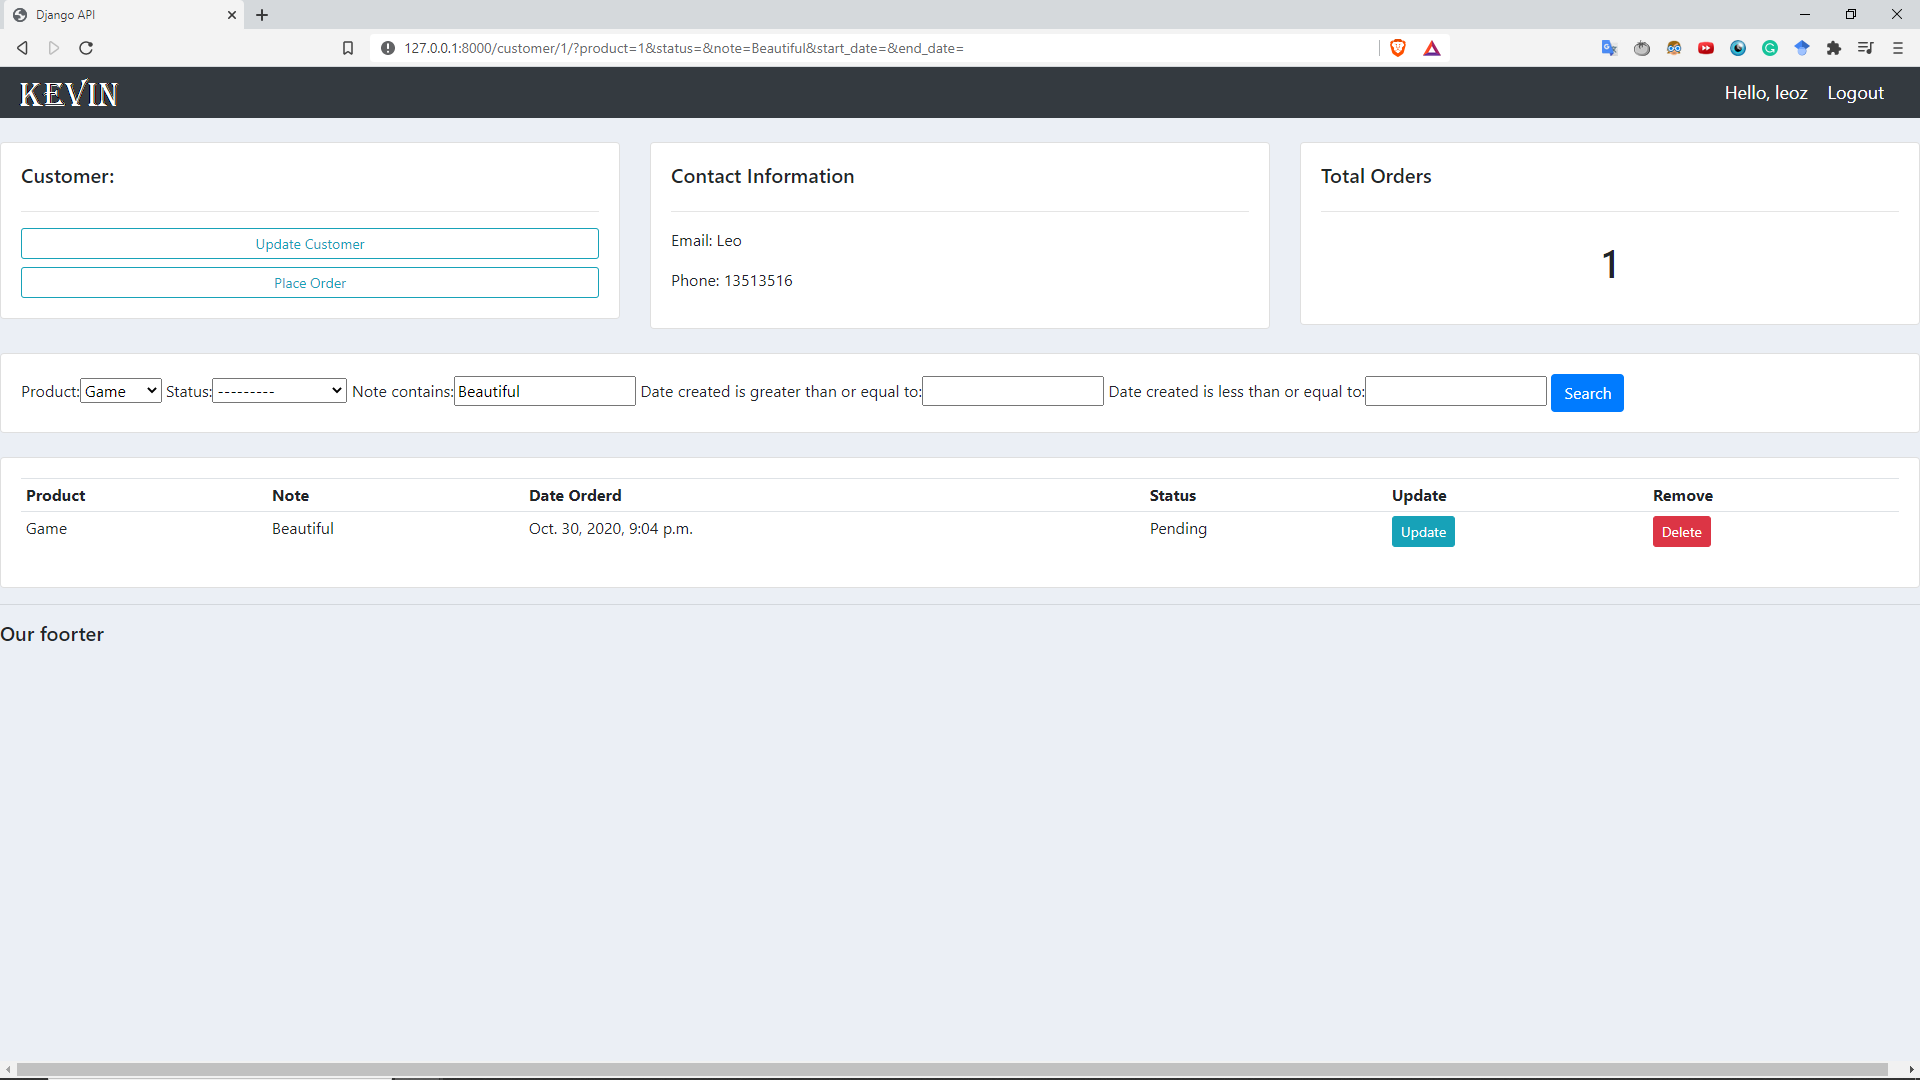 Django API
127.0.0.1:8000/customer/1/?product=1&status=&note=Beautiful&start_date=&end_date=
KEVIN
Hello, leoz Logout
Customer:
Update Customer
Place Order
Contact Information
Email: Leo
Phone: 13513516
Total Orders
1
Product: Game Status: --------- Note contains: Beautiful Date created is greater than or equal to: Date created is less than or equal to: Search
Product Note Date Orderd Status Update Remove
Game Beautiful Oct. 30, 2020, 9:04 p.m. Pending Update Delete
Our foorter